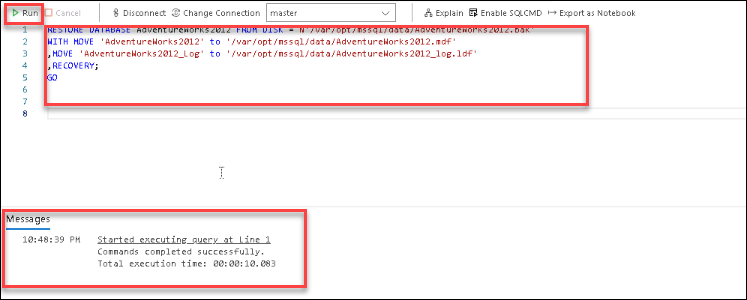 Run Cancel Disconnect Change Connection master Explain Enable SQLCMD Export as Notebook
1 RESTORE DATABASE AdventureWorks2012 FROM DISK = N'/var/opt/mssql/data/AdventureWorks2012.bak'
2 WITH MOVE 'AdventureWorks2012' to '/var/opt/mssql/data/AdventureWorks2012.mdf'
3 ,MOVE 'AdventureWorks2012_Log' to '/var/opt/mssql/data/AdventureWorks2012_log.ldf'
4 ,RECOVERY;
5 GO
6
7
8
Messages
10:48:39 PM Started executing query at Line 1
Commands completed successfully.
Total execution time: 00:00:10.083